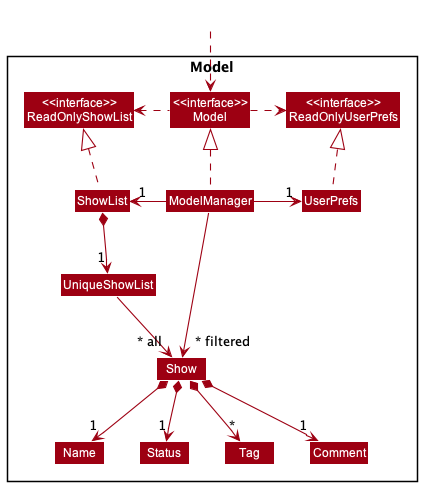 Model
<<interface>>
ReadOnlyShowList
<<interface>>
Model
<<interface>>
ReadOnlyUserPrefs
ShowList
1
ModelManager
1
UserPrefs
1
UniqueShowList
* all
* filtered
Show
1
1
*
1
Name
Status
Tag
Comment